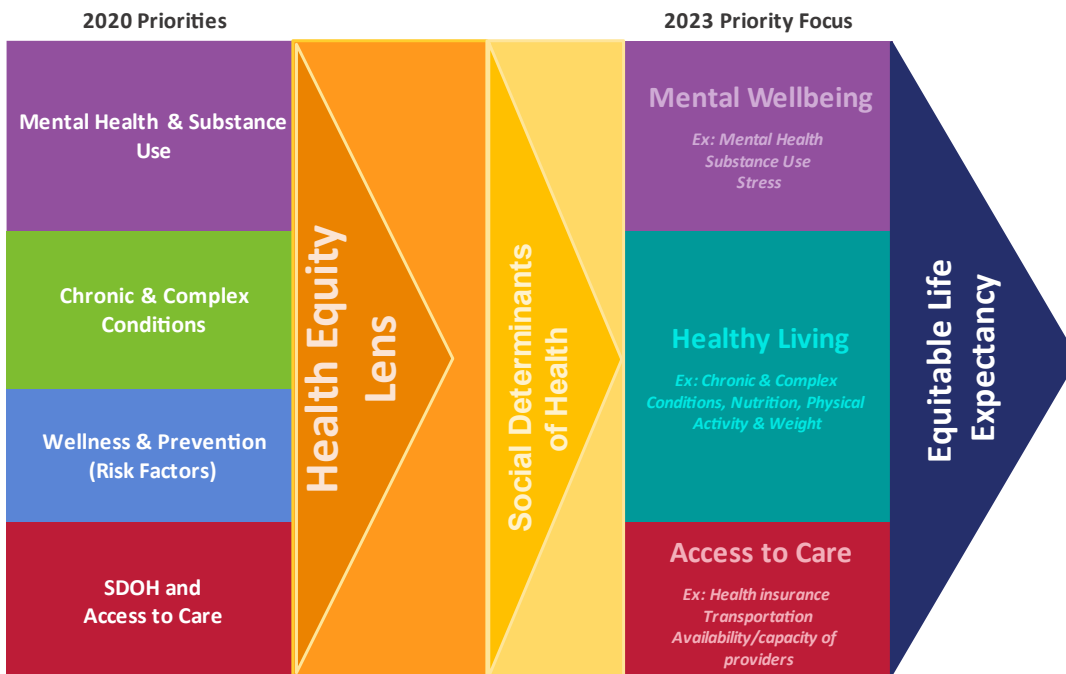 2020 Priorities
2023 Priority Focus
Mental Health & Substance
Use
Chronic & Complex
Conditions
Wellness & Prevention
(Risk Factors)
SDOH and
Access to Care
Health Equity
Lens
Social Determinants
of Health
Mental Wellbeing
Ex: Mental Health
Substance Use
Stress
Healthy Living
Ex: Chronic & Complex
Conditions, Nutrition, Physical
Activity & Weight
Access to Care
Ex: Health insurance
Transportation
Availability/capacity of
providers
Equitable Life
Expectancy